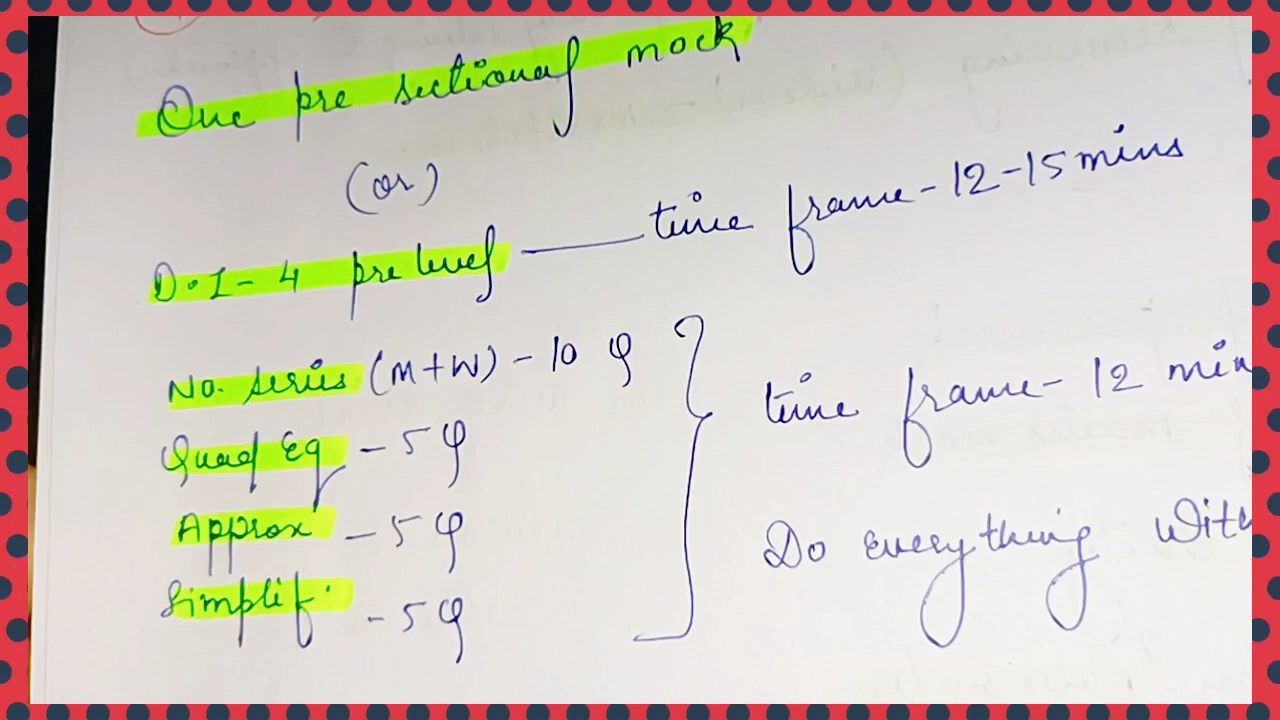 One pre sectional mock
(or)
D.I - 4 pre level — time frame - 12-15 mins
No. series (M+W) - 10 Q
Quad Eq - 5 Q
Approx - 5 Q
Simplif. - 5 Q
time frame - 12 min
Do everything